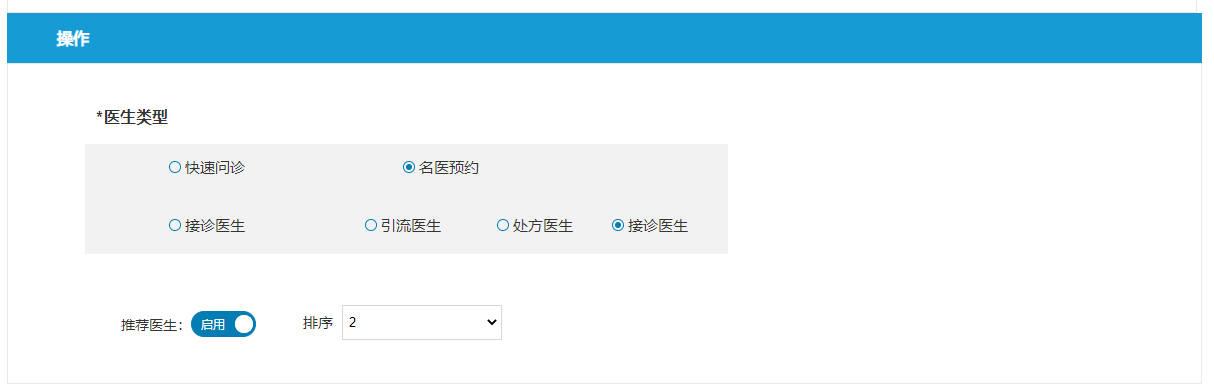 操作
*医生类型
快速问诊 名医预约
接诊医生 引流医生 处方医生 接诊医生
推荐医生： 启用 排序 2